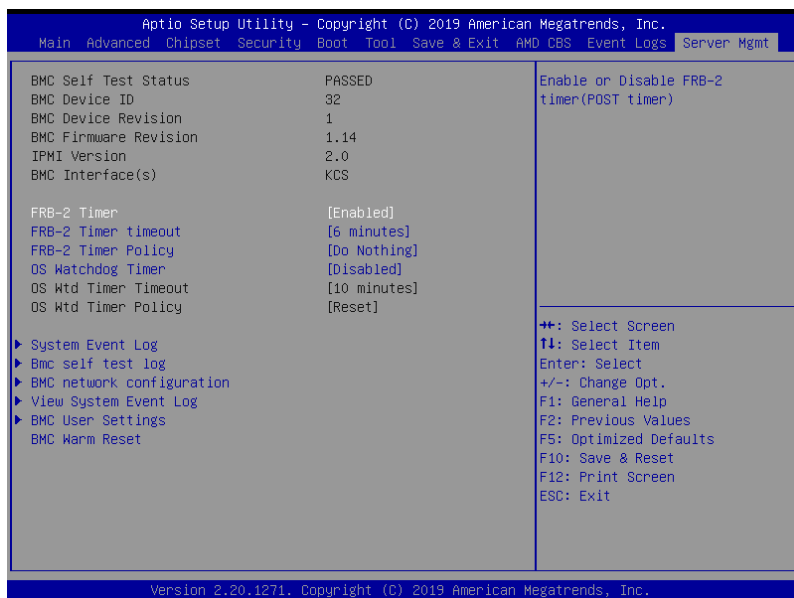 Aptio Setup Utility – Copyright (C) 2019 American Megatrends, Inc.
Main Advanced Chipset Security Boot Tool Save & Exit AMD CBS Event Logs Server Mgmt
BMC Self Test Status PASSED
BMC Device ID 32
BMC Device Revision 1
BMC Firmware Revision 1.14
IPMI Version 2.0
BMC Interface(s) KCS
FRB-2 Timer [Enabled]
FRB-2 Timer timeout [6 minutes]
FRB-2 Timer Policy [Do Nothing]
OS Watchdog Timer [Disabled]
OS Wtd Timer Timeout [10 minutes]
OS Wtd Timer Policy [Reset]
System Event Log
Bmc self test log
BMC network configuration
View System Event Log
BMC User Settings
BMC Warm Reset
Enable or Disable FRB-2
timer(POST timer)
→←: Select Screen
↑↓: Select Item
Enter: Select
+/-: Change Opt.
F1: General Help
F2: Previous Values
F5: Optimized Defaults
F10: Save & Reset
F12: Print Screen
ESC: Exit
Version 2.20.1271. Copyright (C) 2019 American Megatrends, Inc.